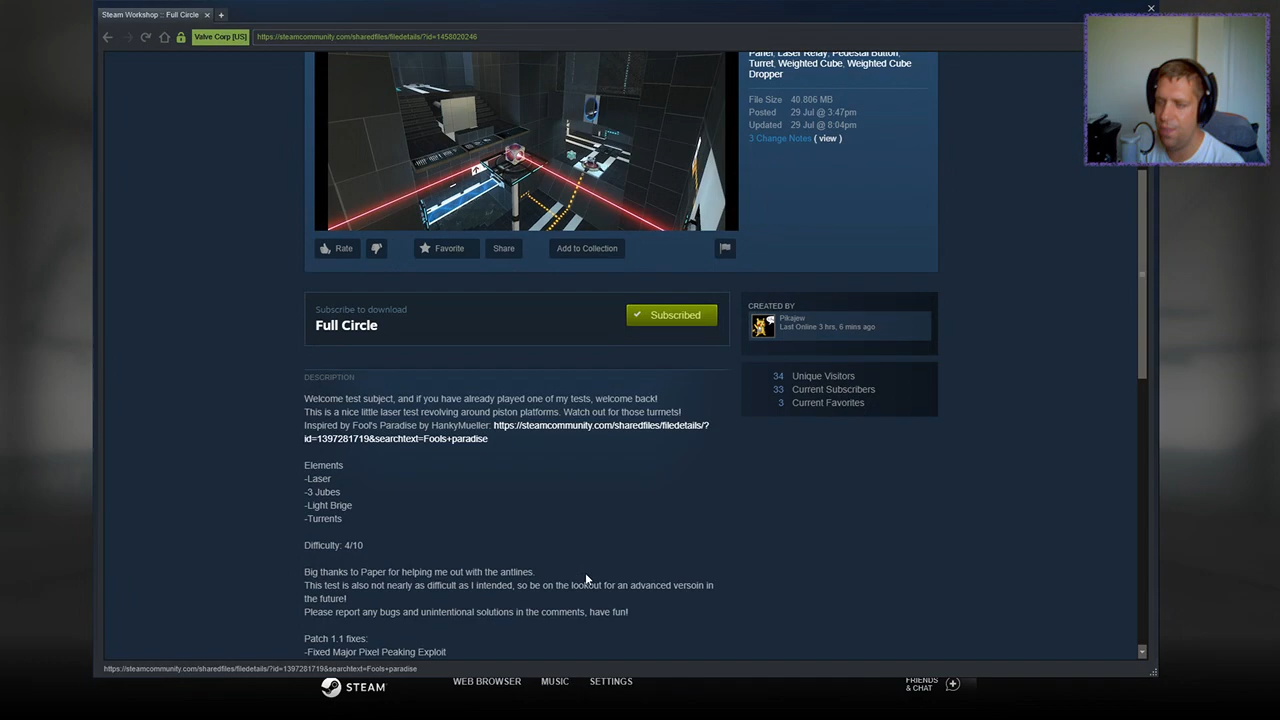 Steam Workshop :: Full Circle
Valve Corp [US]
https://steamcommunity.com/sharedfiles/filedetails/?id=1458020246
Panel, Laser Relay, Pedestal Button,
Turret, Weighted Cube, Weighted Cube
Dropper
File Size 40.806 MB
Posted 29 Jul @ 3:47pm
Updated 29 Jul @ 8:04pm
3 Change Notes ( view )
Rate
Favorite
Share
Add to Collection
Subscribe to download
Full Circle
Subscribed
CREATED BY
Pikajew
Last Online 3 hrs, 6 mins ago
34 Unique Visitors
33 Current Subscribers
3 Current Favorites
DESCRIPTION
Welcome test subject, and if you have already played one of my tests, welcome back!
This is a nice little laser test revolving around piston platforms. Watch out for those turmets!
Inspired by Fool's Paradise by HankyMueller: https://steamcommunity.com/sharedfiles/filedetails/?
id=1397281719&searchtext=Fools+paradise
Elements
-Laser
-3 Jubes
-Light Brige
-Turrents
Difficulty: 4/10
Big thanks to Paper for helping me out with the antlines.
This test is also not nearly as difficult as I intended, so be on the lookout for an advanced versoin in
the future!
Please report any bugs and unintentional solutions in the comments, have fun!
Patch 1.1 fixes:
-Fixed Major Pixel Peaking Exploit
https://steamcommunity.com/sharedfiles/filedetails/?id=1397281719&searchtext=Fools+paradise
STEAM
WEB BROWSER
MUSIC
SETTINGS
FRIENDS
& CHAT